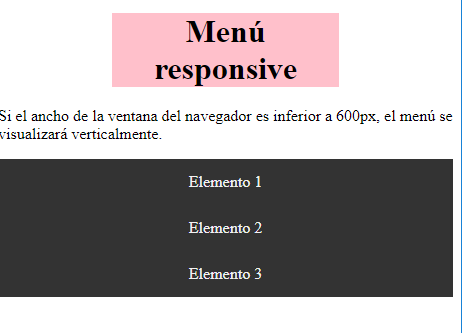 Menú
responsive
Si el ancho de la ventana del navegador es inferior a 600px, el menú se
visualizará verticalmente.
Elemento 1
Elemento 2
Elemento 3